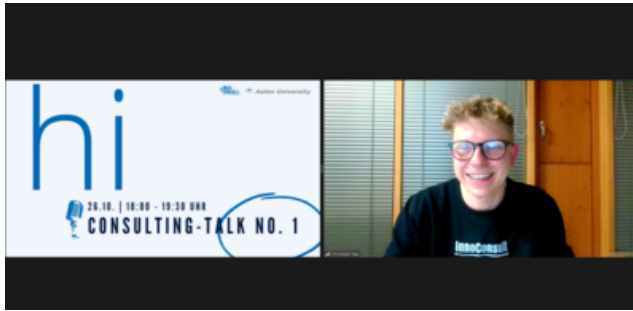 hi
Aalen University
26.10. | 18:00 - 19:30 UHR
CONSULTING-TALK NO. 1
InnoConsult